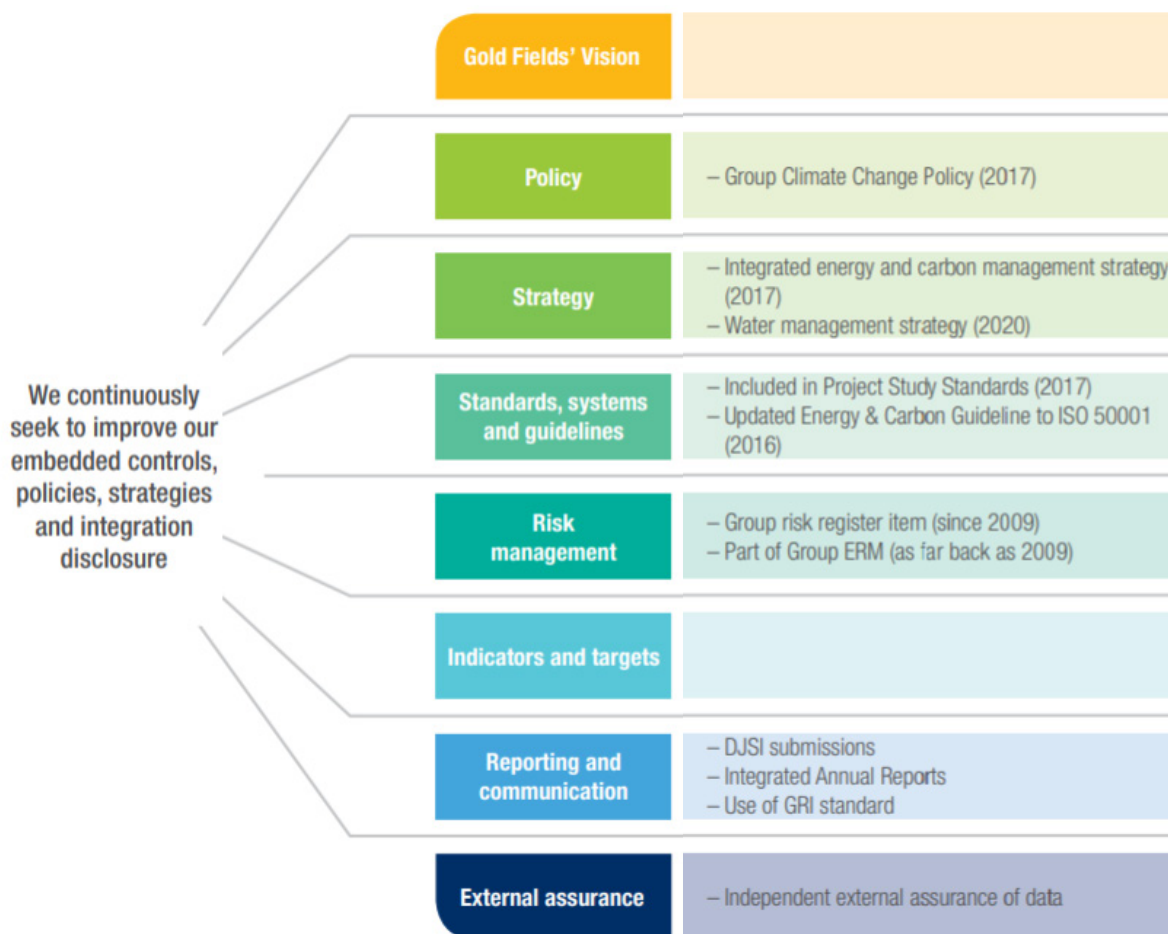 Gold Fields' Vision
Policy
– Group Climate Change Policy (2017)
Strategy
– Integrated energy and carbon management strategy
(2017)
– Water management strategy (2020)
We continuously
seek to improve our
embedded controls,
policies, strategies
and integration
disclosure
Standards, systems
and guidelines
– Included in Project Study Standards (2017)
– Updated Energy & Carbon Guideline to ISO 50001
(2016)
Risk
management
– Group risk register item (since 2009)
– Part of Group ERM (as far back as 2009)
Indicators and targets
Reporting and
communication
– DJSI submissions
– Integrated Annual Reports
– Use of GRI standard
External assurance
– Independent external assurance of data